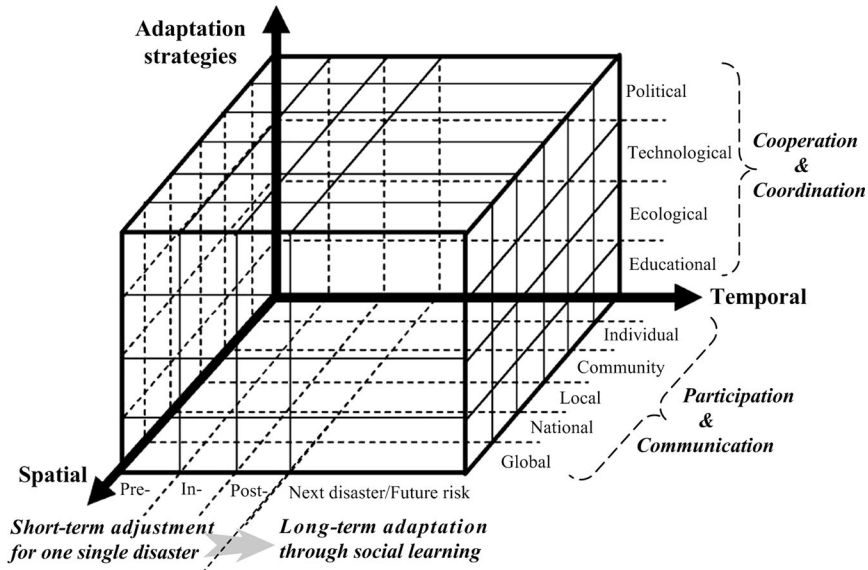 Adaptation
strategies
Political
Technological
Ecological
Educational
Cooperation
&
Coordination
Temporal
Individual
Community
Local
National
Global
Participation
&
Communication
Spatial
Pre-
In-
Post-
Next disaster/Future risk
Short-term adjustment
for one single disaster
Long-term adaptation
through social learning